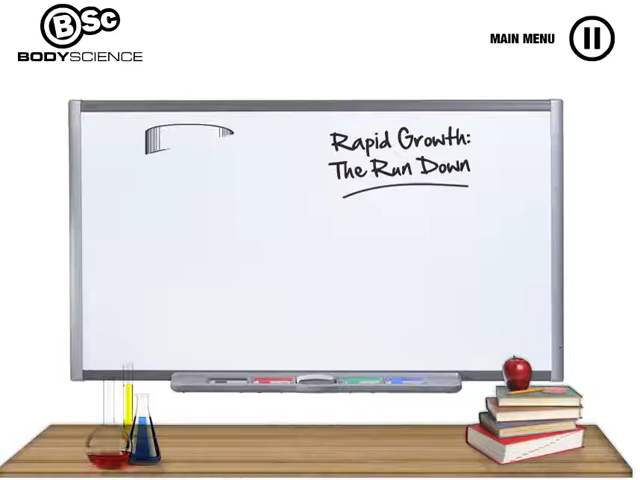 BSc
BODYSCIENCE
MAIN MENU
Rapid Growth:
The Run Down